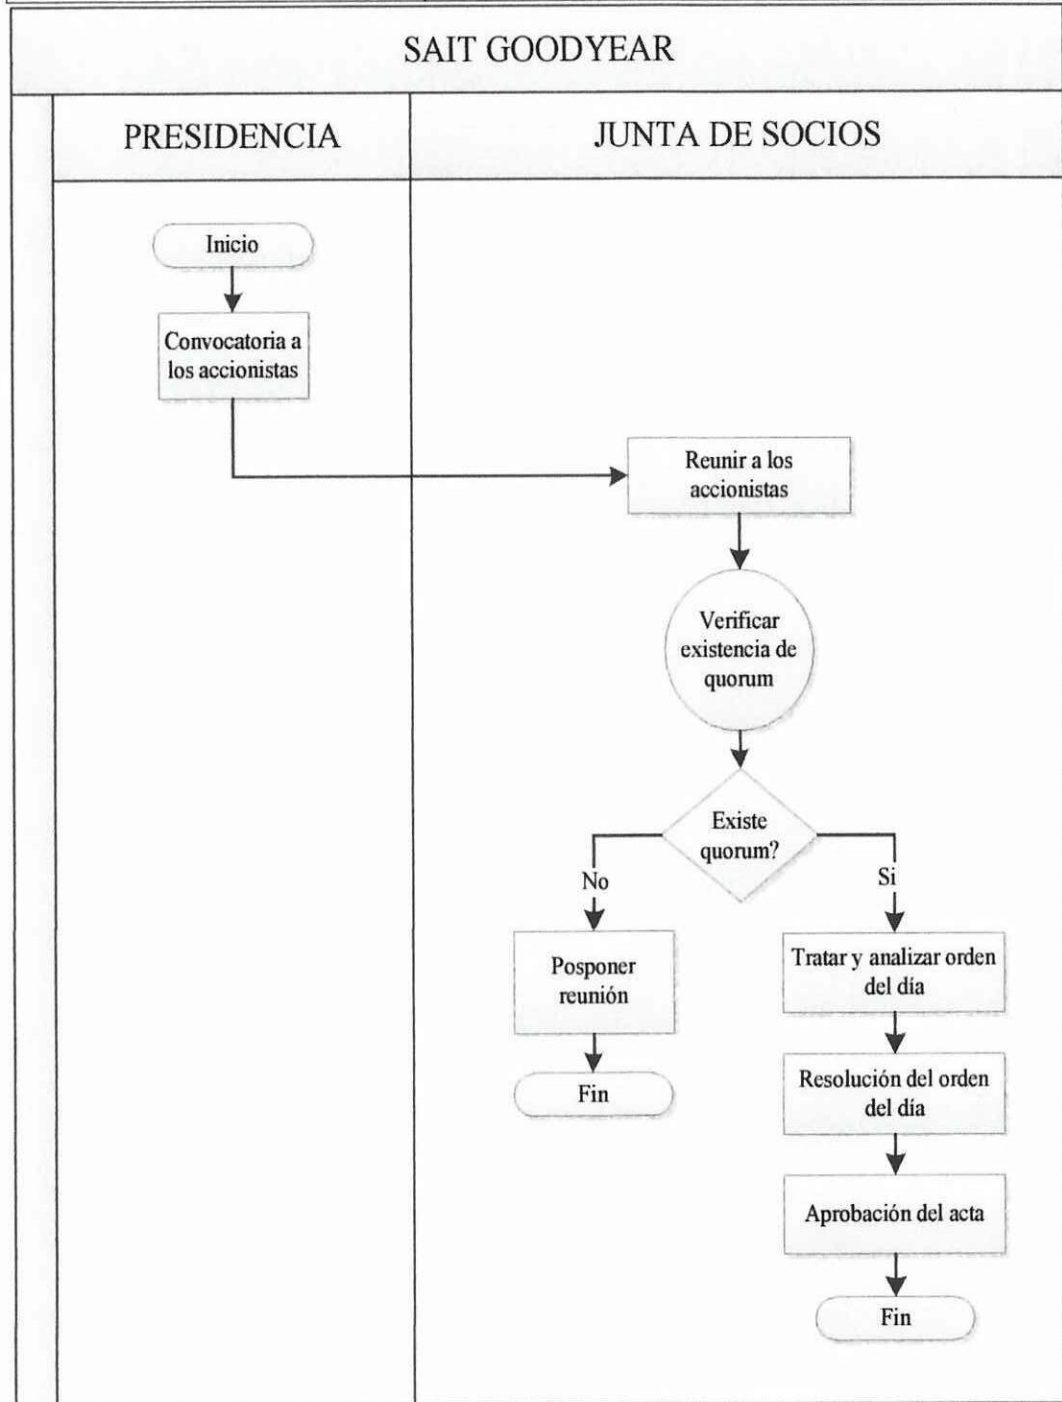 SAIT GOODYEAR
PRESIDENCIA
JUNTA DE SOCIOS
Inicio
Convocatoria a
los accionistas
Reunir a los
accionistas
Verificar
existencia de
quorum
Existe
quorum?
No
Si
Posponer
reunión
Fin
Tratar y analizar orden
del día
Resolución del orden
del día
Aprobación del acta
Fin